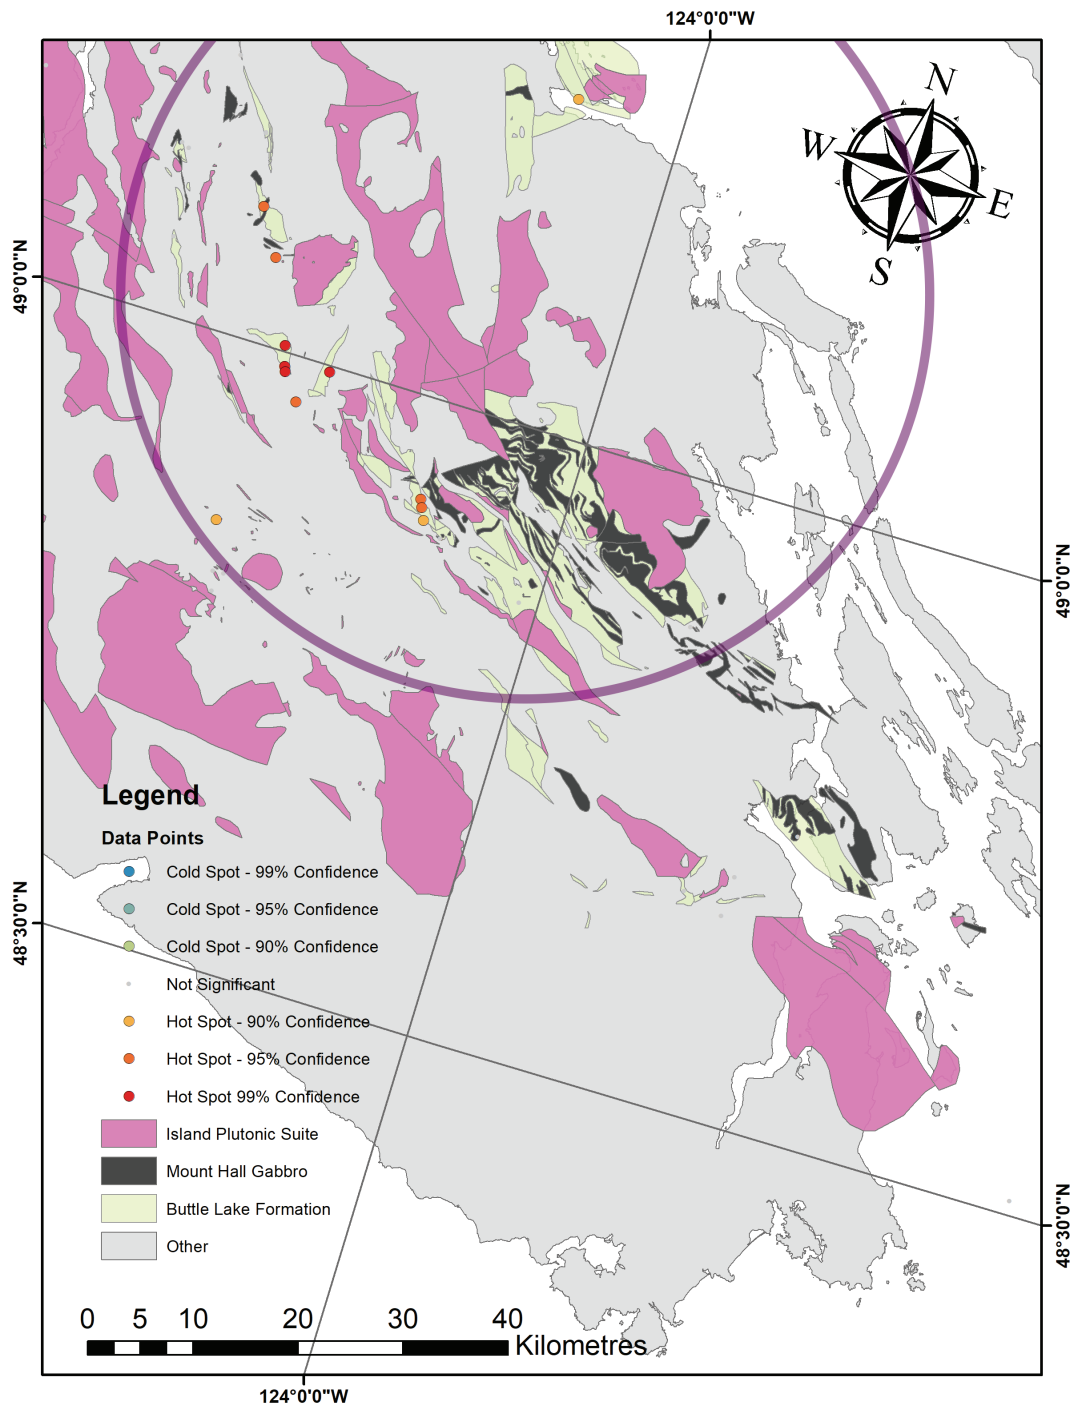 124°0'0"W
N
W
E
S
49°0'0"N
49°0'0"N
Legend
Data Points
Cold Spot - 99% Confidence
Cold Spot - 95% Confidence
48°30'0"N
Cold Spot - 90% Confidence
Not Significant
Hot Spot - 90% Confidence
Hot Spot - 95% Confidence
Hot Spot 99% Confidence
Island Plutonic Suite
Mount Hall Gabbro
Buttle Lake Formation
48°30'0"N
Other
0 5 10 20 30 40
Kilometres
124°0'0"W